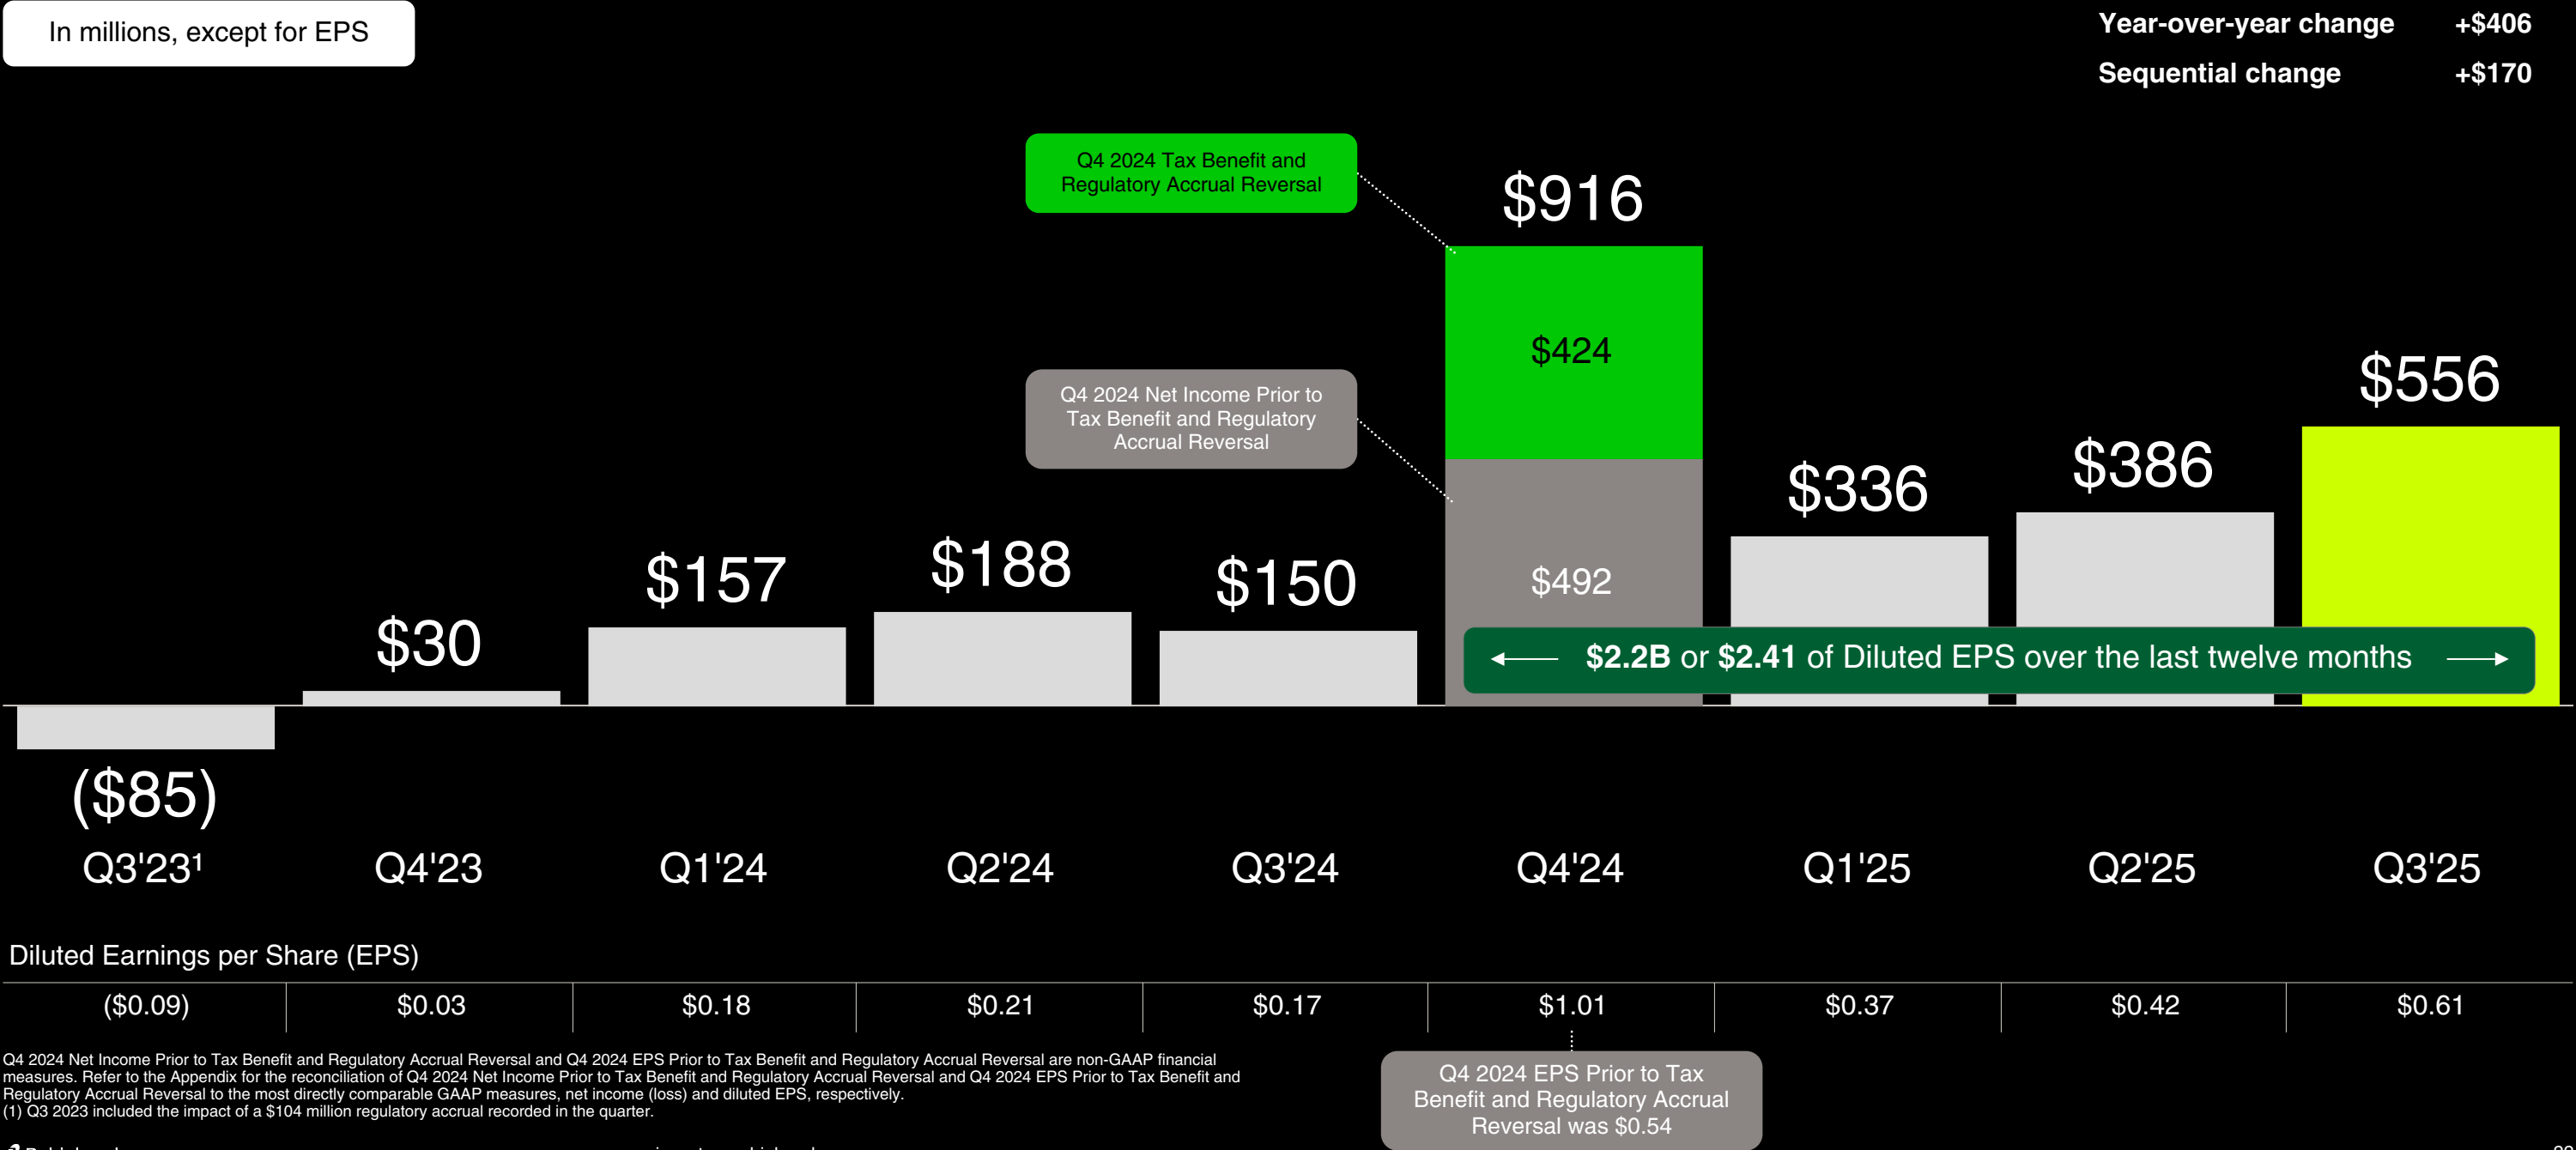 In millions, except for EPS
Year-over-year change +$406
Sequential change +$170
Q4 2024 Tax Benefit and
Regulatory Accrual Reversal
$916
$424
Q4 2024 Net Income Prior to
Tax Benefit and Regulatory
Accrual Reversal
$492
$556
$386
$336
$188
$157
$150
$30
$2.2B or $2.41 of Diluted EPS over the last twelve months
($85)
Q3'23¹ Q4'23 Q1'24 Q2'24 Q3'24 Q4'24 Q1'25 Q2'25 Q3'25
Diluted Earnings per Share (EPS)
($0.09) $0.03 $0.18 $0.21 $0.17 $1.01 $0.37 $0.42 $0.61
Q4 2024 EPS Prior to Tax
Benefit and Regulatory Accrual
Reversal was $0.54
Q4 2024 Net Income Prior to Tax Benefit and Regulatory Accrual Reversal and Q4 2024 EPS Prior to Tax Benefit and Regulatory Accrual Reversal are non-GAAP financial
measures. Refer to the Appendix for the reconciliation of Q4 2024 Net Income Prior to Tax Benefit and Regulatory Accrual Reversal and Q4 2024 EPS Prior to Tax Benefit and
Regulatory Accrual Reversal to the most directly comparable GAAP measures, net income (loss) and diluted EPS, respectively.
(1) Q3 2023 included the impact of a $104 million regulatory accrual recorded in the quarter.